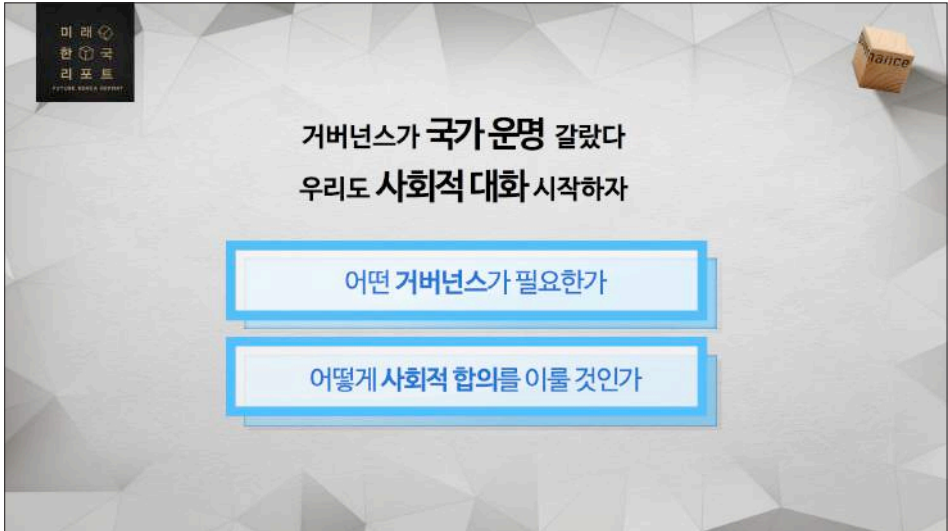 미래
한국
리포트
FUTURE KOREA REPORT
nance
거버넌스가 국가 운명 갈랐다
우리도 사회적 대화 시작하자
어떤 거버넌스가 필요한가
어떻게 사회적 합의를 이룰 것인가